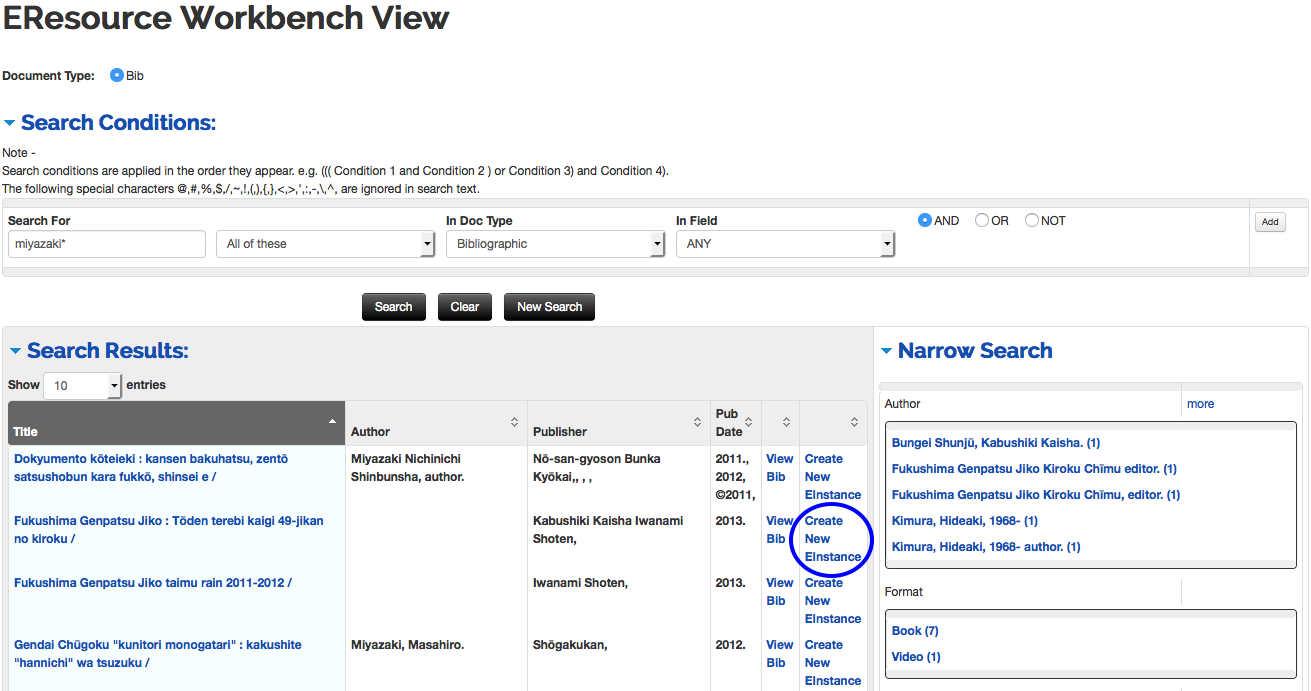 EResource Workbench View
Document Type: Bib
Search Conditions:
Note -
Search conditions are applied in the order they appear. e.g. ((( Condition 1 and Condition 2 ) or Condition 3) and Condition 4).
The following special characters @,#,%,$,/,~,!,(,),{,},<,>,',:,-,\,^, are ignored in search text.
Search For In Doc Type In Field AND OR NOT Add
miyazaki* All of these Bibliographic ANY
Search Clear New Search
Search Results:
Show 10 entries
Title Author Publisher Pub Date
Dokyumento kōteieki : kansen bakuhatsu, zentō
satsushobun kara fukkō, shinsei e /
Miyazaki Nichinichi
Shinbunsha, author.
Nō-san-gyoson Bunka
Kyōkai,, , ,
2011.,
2012,
©2011,
View
Bib
Create
New
EInstance
Fukushima Genpatsu Jiko : Tōden terebi kaigi 49-jikan
no kiroku /
Kabushiki Kaisha Iwanami
Shoten,
2013.
View
Bib
Create
New
EInstance
Fukushima Genpatsu Jiko taimu rain 2011-2012 /
Iwanami Shoten,
2013.
View
Bib
Create
New
EInstance
Gendai Chūgoku "kunitori monogatari" : kakushite
"hannichi" wa tsuzuku /
Miyazaki, Masahiro.
Shōgakukan,
2012.
View
Bib
Create
New
EInstance
Narrow Search
Author more
Bungei Shunjū, Kabushiki Kaisha. (1)
Fukushima Genpatsu Jiko Kiroku Chīmu editor. (1)
Fukushima Genpatsu Jiko Kiroku Chīmu, editor. (1)
Kimura, Hideaki, 1968- (1)
Kimura, Hideaki, 1968- author. (1)
Format
Book (7)
Video (1)